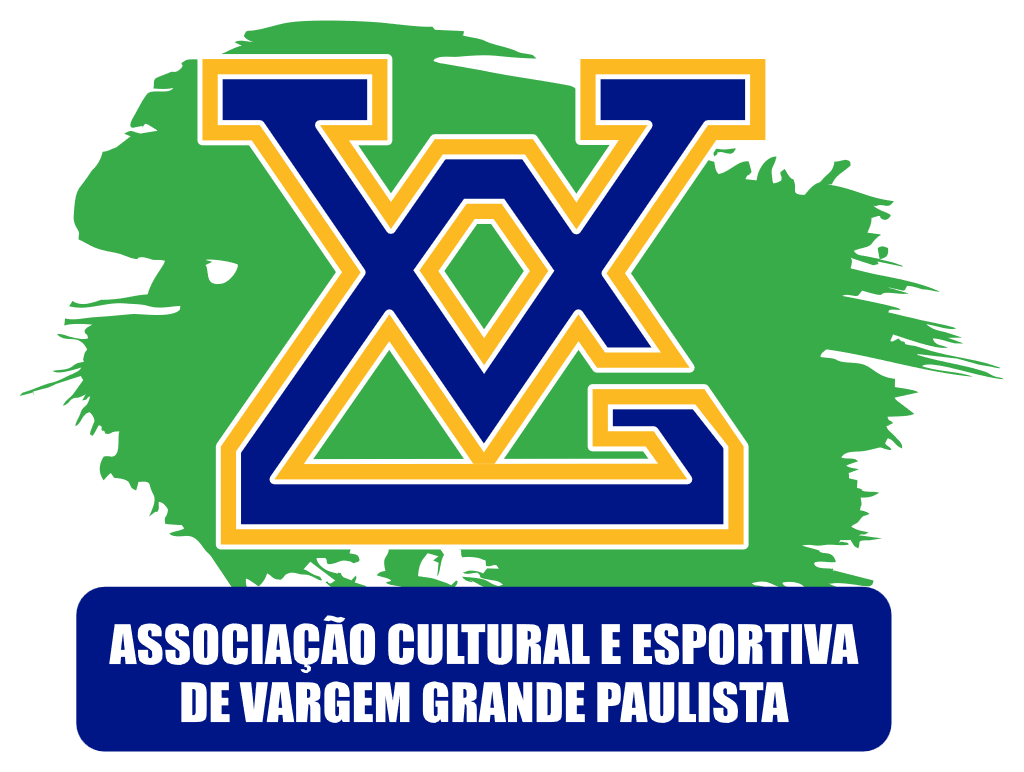 ASSOCIAÇÃO CULTURAL E ESPORTIVA
DE VARGEM GRANDE PAULISTA